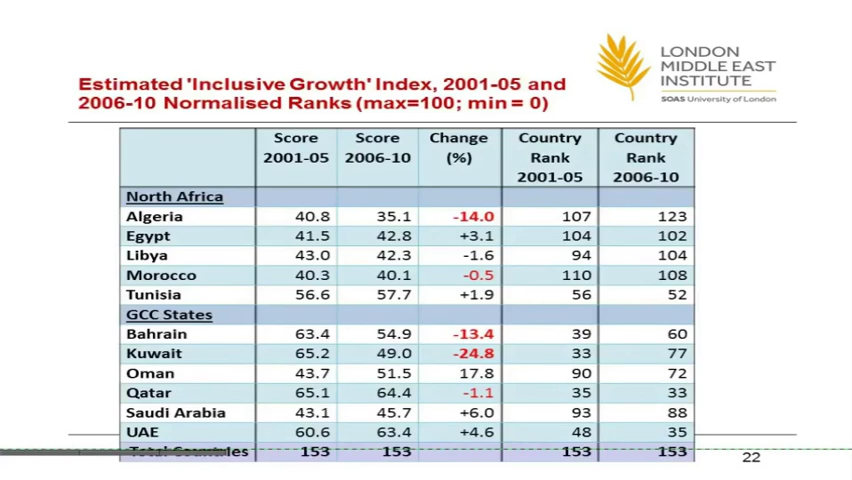 LONDON
MIDDLE EAST
INSTITUTE
SOAS University of London
Estimated 'Inclusive Growth' Index, 2001-05 and
2006-10 Normalised Ranks (max=100; min = 0)
Score 2001-05 Score 2006-10 Change (%) Country Rank 2001-05 Country Rank 2006-10
North Africa
Algeria 40.8 35.1 -14.0 107 123
Egypt 41.5 42.8 +3.1 104 102
Libya 43.0 42.3 -1.6 94 104
Morocco 40.3 40.1 -0.5 110 108
Tunisia 56.6 57.7 +1.9 56 52
GCC States
Bahrain 63.4 54.9 -13.4 39 60
Kuwait 65.2 49.0 -24.8 33 77
Oman 43.7 51.5 17.8 90 72
Qatar 65.1 64.4 -1.1 35 33
Saudi Arabia 43.1 45.7 +6.0 93 88
UAE 60.6 63.4 +4.6 48 35
Total Countries 153 153 153 153
22